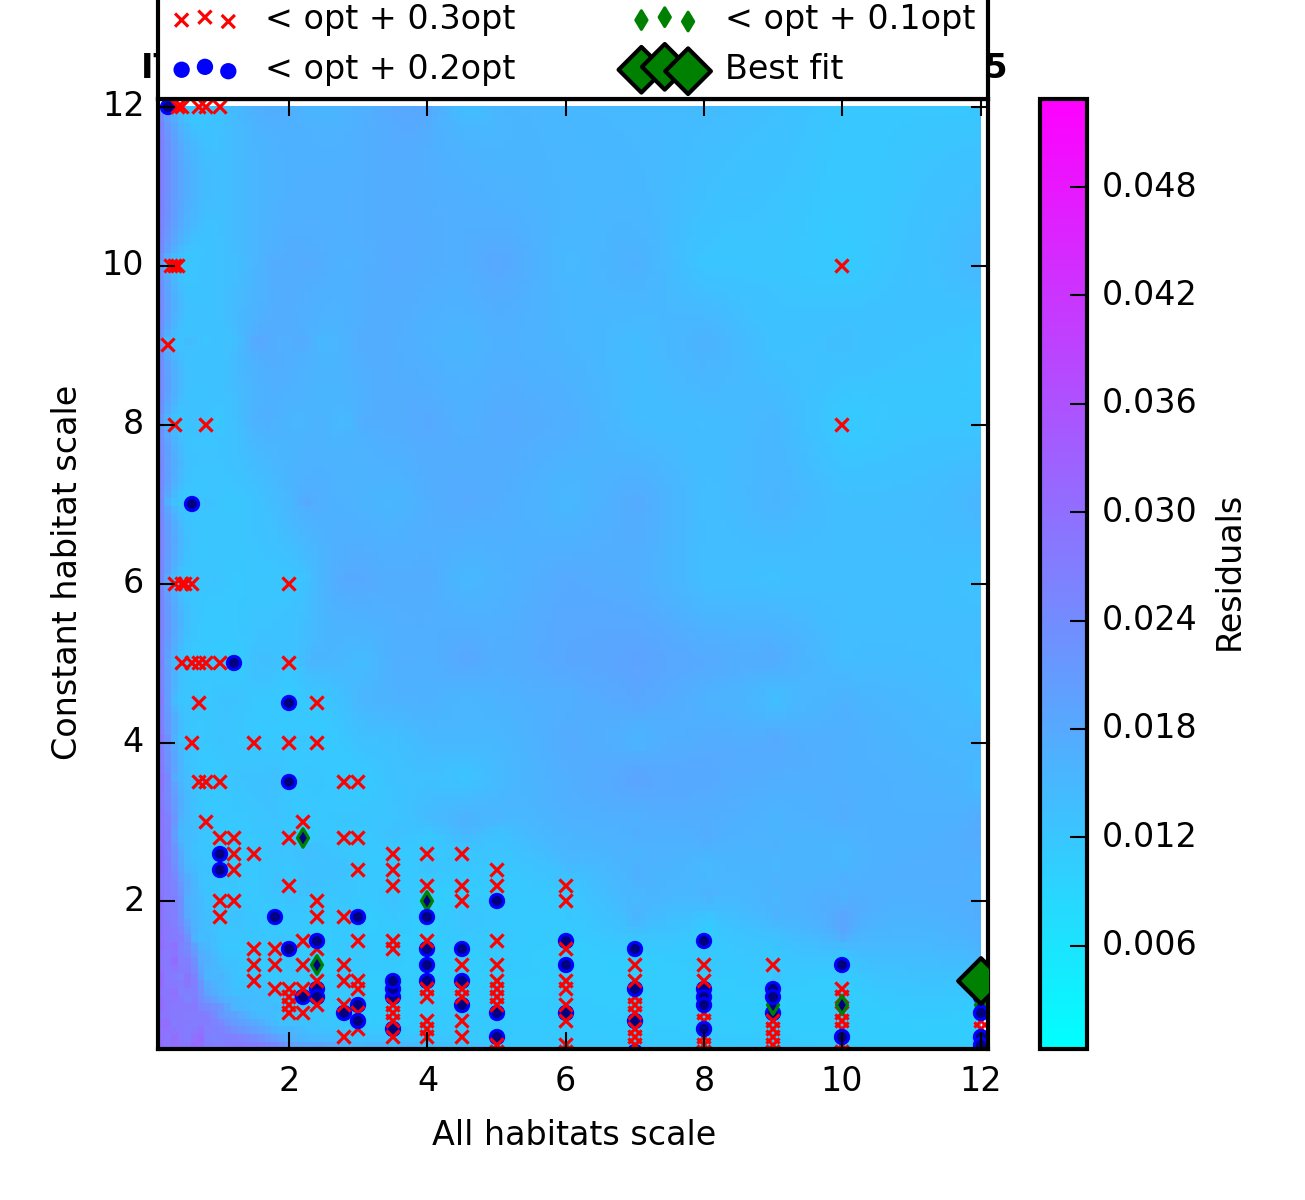 < opt + 0.3opt < opt + 0.1opt
< opt + 0.2opt Best fit
5
12
10
8
6
4
2
Constant habitat scale
2 4 6 8 10 12
All habitats scale
0.048
0.042
0.036
0.030
0.024
0.018
0.012
0.006
Residuals